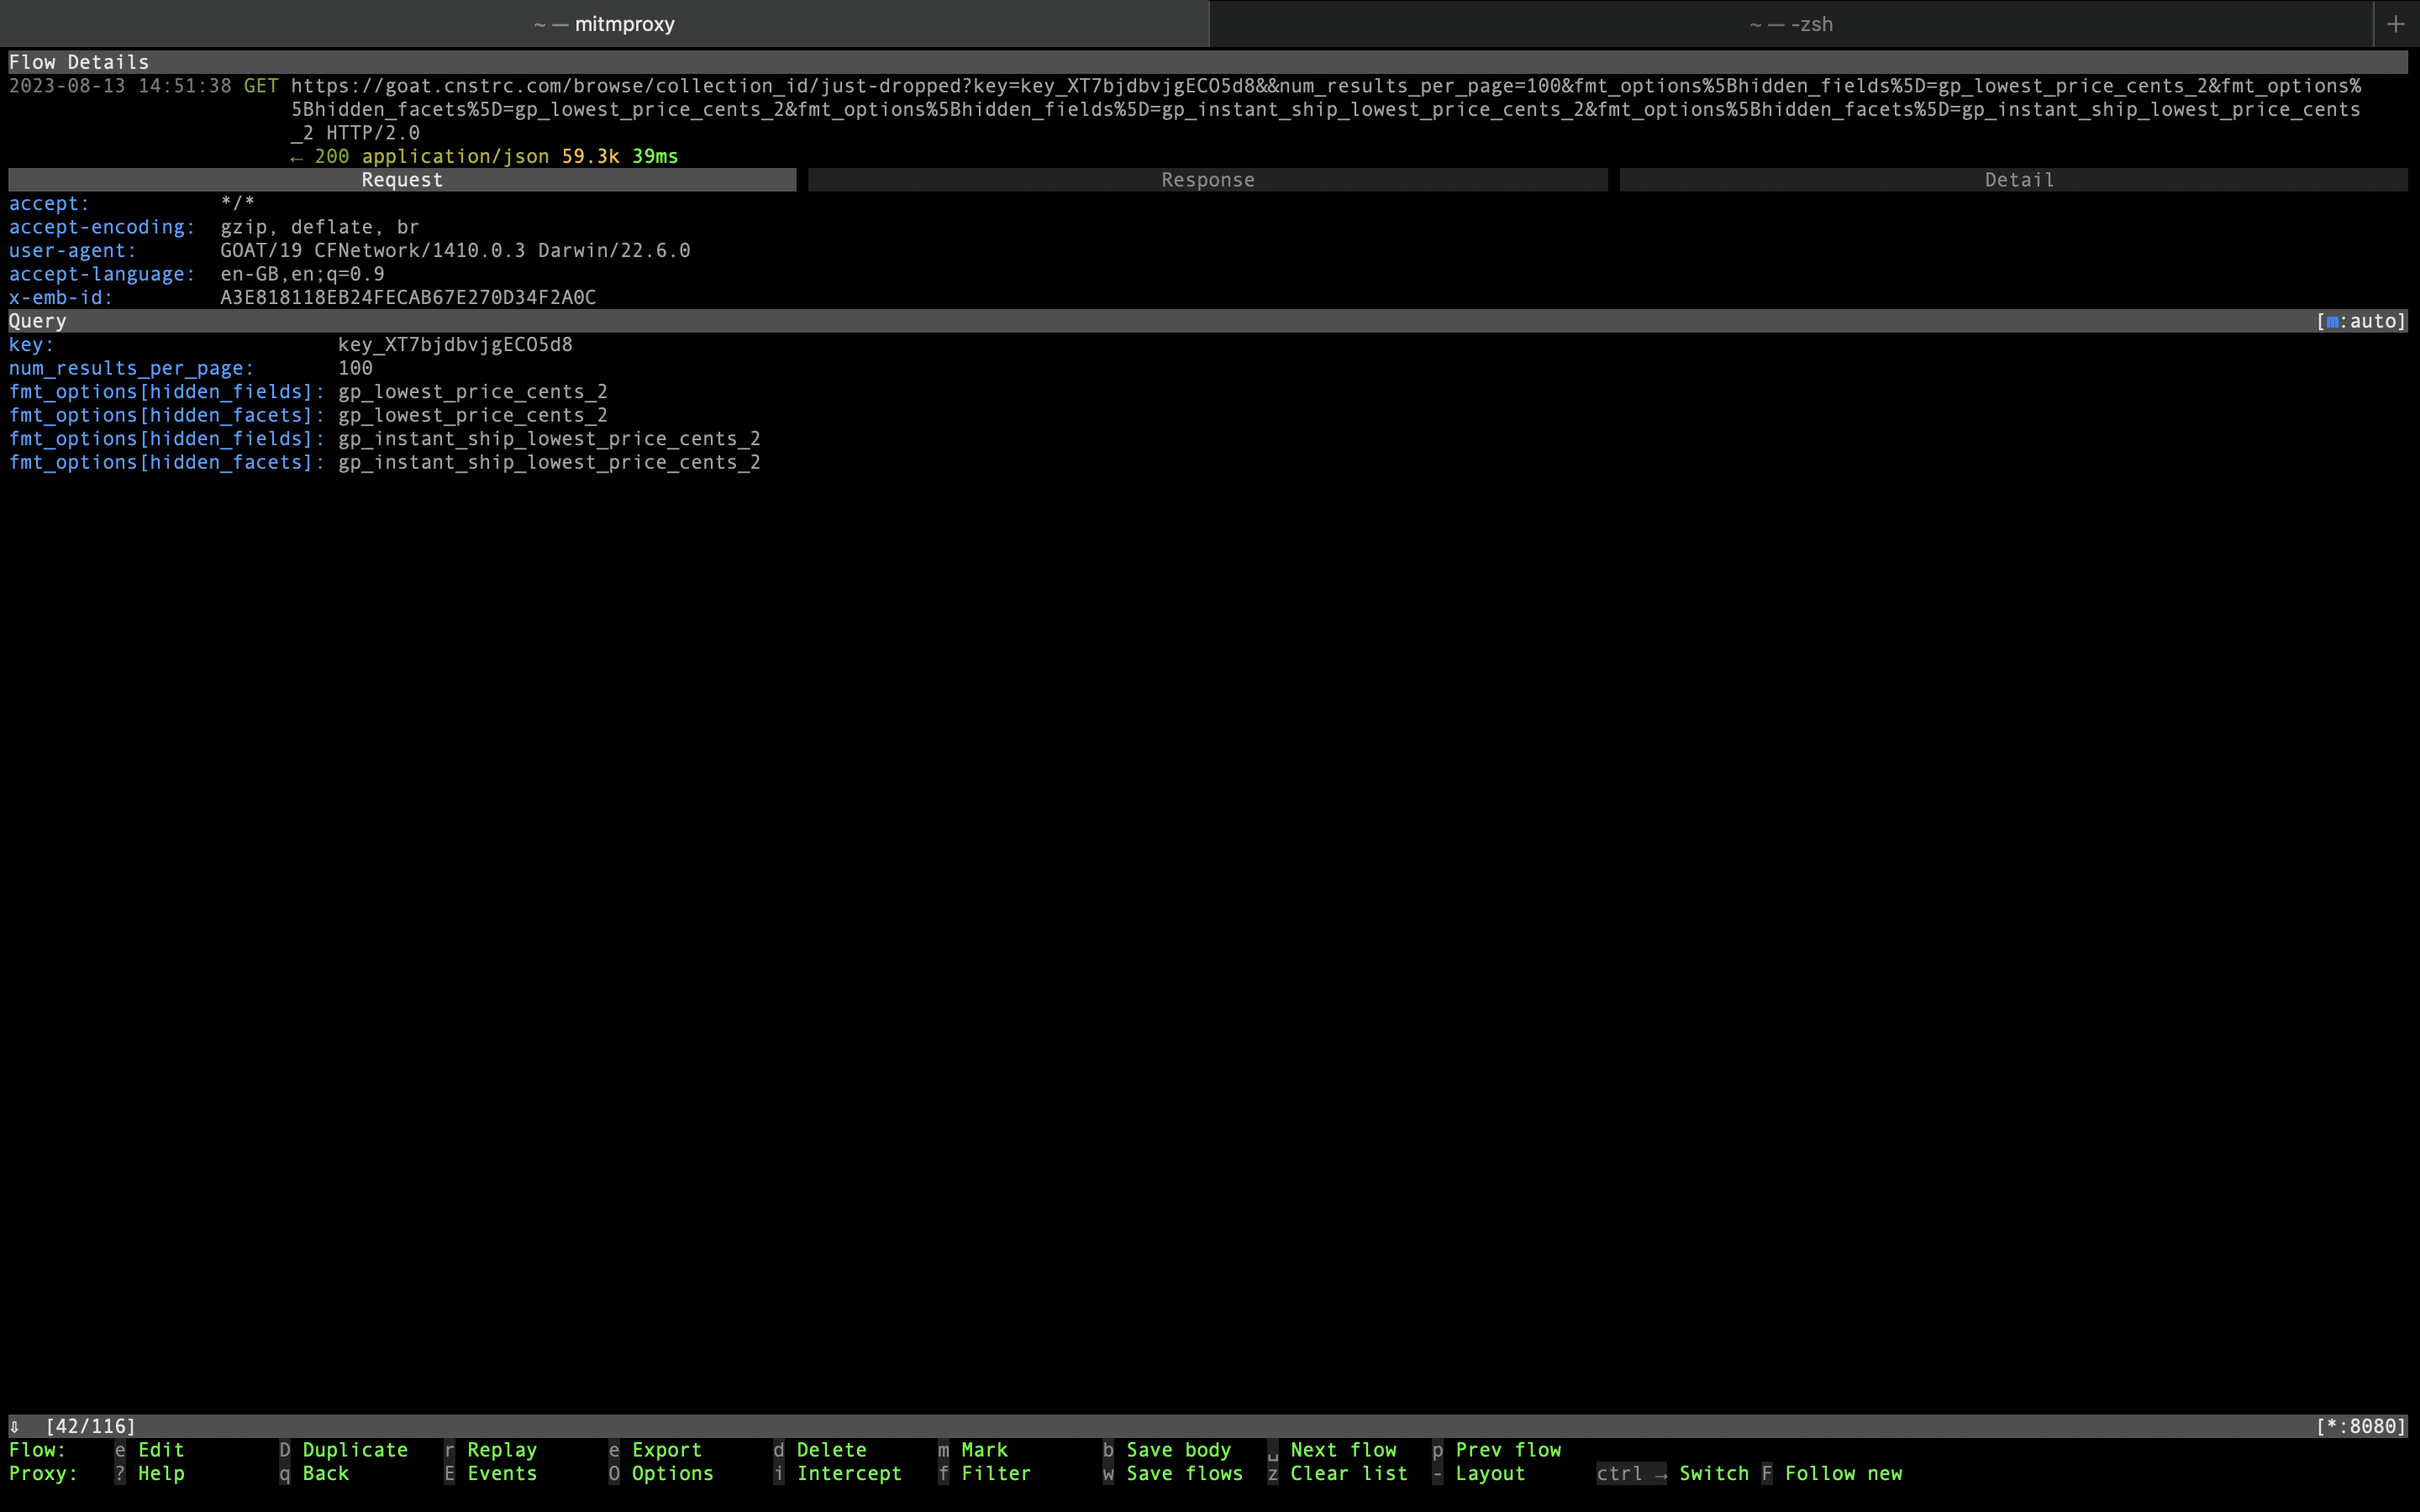 ~ — mitmproxy ~ — -zsh +
Flow Details
2023-08-13 14:51:38 GET https://goat.cnstrc.com/browse/collection_id/just-dropped?key=key_XT7bjdbvjgECO5d8&&num_results_per_page=100&fmt_options%5Bhidden_fields%5D=gp_lowest_price_cents_2&fmt_options%
5Bhidden_facets%5D=gp_lowest_price_cents_2&fmt_options%5Bhidden_fields%5D=gp_instant_ship_lowest_price_cents_2&fmt_options%5Bhidden_facets%5D=gp_instant_ship_lowest_price_cents
_2 HTTP/2.0
← 200 application/json 59.3k 39ms
Request Response Detail
accept: */*
accept-encoding: gzip, deflate, br
user-agent: GOAT/19 CFNetwork/1410.0.3 Darwin/22.6.0
accept-language: en-GB,en;q=0.9
x-emb-id: A3E818118EB24FECAB67E270D34F2A0C
Query [m:auto]
key: key_XT7bjdbvjgECO5d8
num_results_per_page: 100
fmt_options[hidden_fields]: gp_lowest_price_cents_2
fmt_options[hidden_facets]: gp_lowest_price_cents_2
fmt_options[hidden_fields]: gp_instant_ship_lowest_price_cents_2
fmt_options[hidden_facets]: gp_instant_ship_lowest_price_cents_2
⇩ [42/116] [*:8080]
Flow: e Edit D Duplicate r Replay e Export d Delete m Mark b Save body ␣ Next flow p Prev flow
Proxy: ? Help q Back E Events O Options i Intercept f Filter w Save flows z Clear list - Layout ctrl → Switch F Follow new